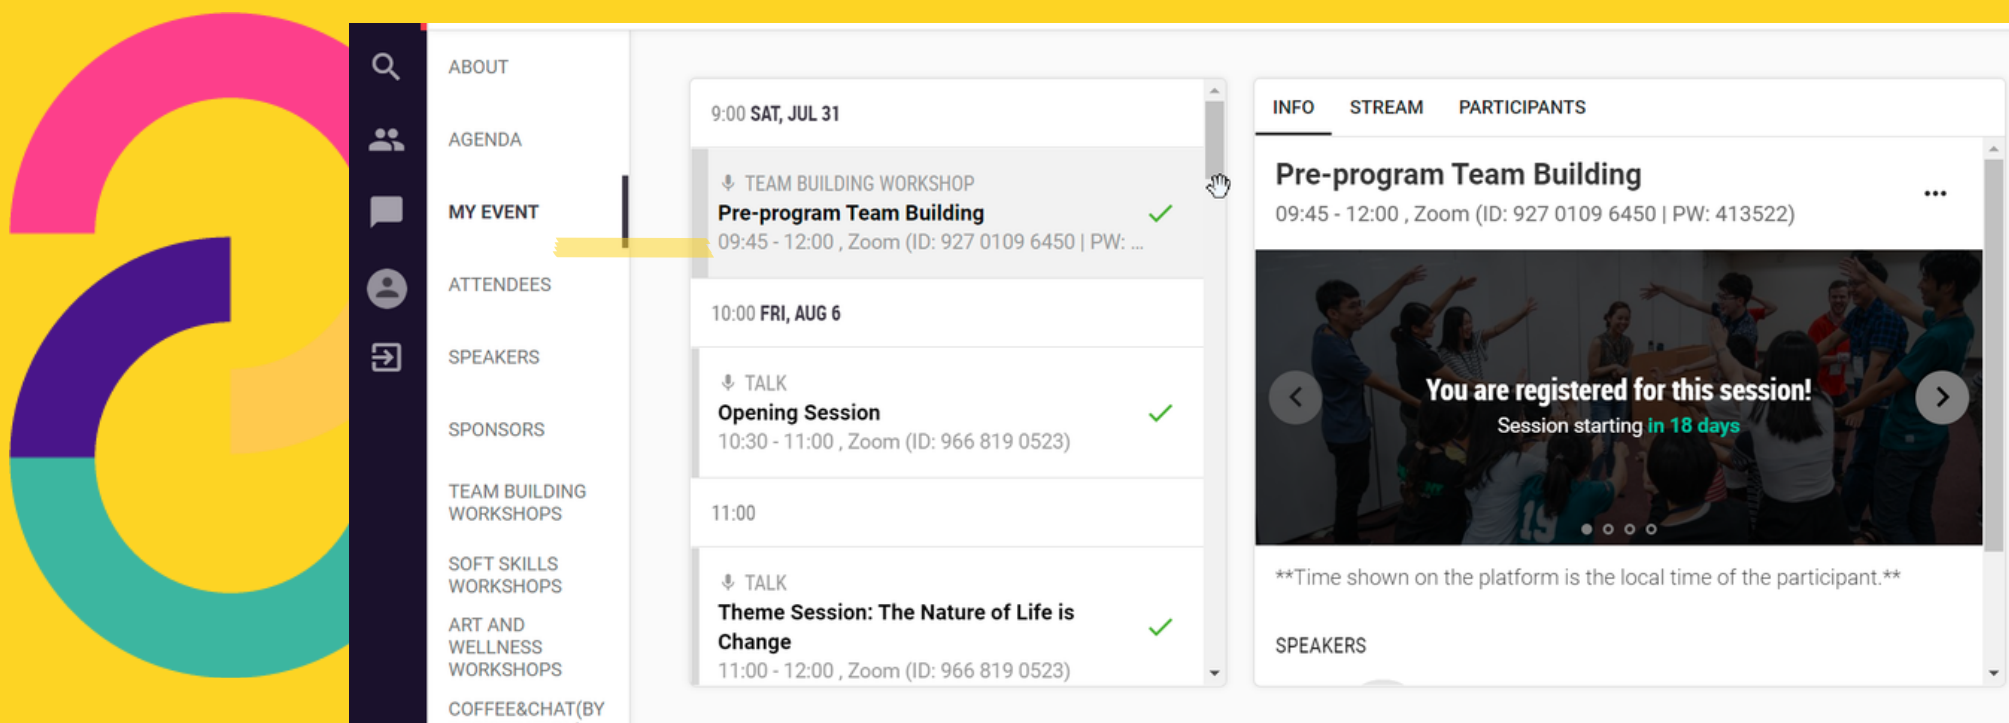 ABOUT
AGENDA
MY EVENT
ATTENDEES
SPEAKERS
SPONSORS
TEAM BUILDING
WORKSHOPS
SOFT SKILLS
WORKSHOPS
ART AND
WELLNESS
WORKSHOPS
COFFEE&CHAT(BY
9:00 SAT, JUL 31
TEAM BUILDING WORKSHOP
Pre-program Team Building
09:45 - 12:00 , Zoom (ID: 927 0109 6450 | PW: ...
10:00 FRI, AUG 6
TALK
Opening Session
10:30 - 11:00 , Zoom (ID: 966 819 0523)
11:00
TALK
Theme Session: The Nature of Life is
Change
11:00 - 12:00 , Zoom (ID: 966 819 0523)
INFO STREAM PARTICIPANTS
Pre-program Team Building
09:45 - 12:00 , Zoom (ID: 927 0109 6450 | PW: 413522)
You are registered for this session!
Session starting in 18 days
19
**Time shown on the platform is the local time of the participant.**
SPEAKERS